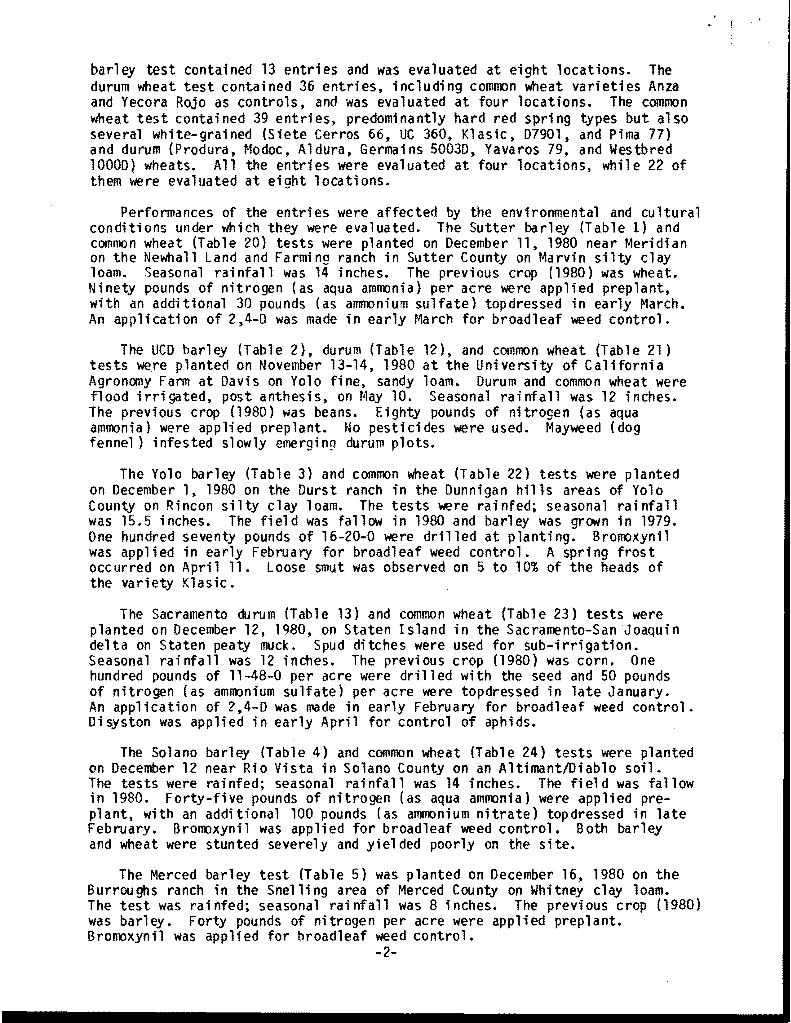 barley test contained 13 entries and was evaluated at eight locations. The
durum wheat test contained 36 entries, including common wheat varieties Anza
and Yecora Rojo as controls, and was evaluated at four locations. The common
wheat test contained 39 entries, predominantly hard red spring types but also
several white-grained (Siete Cerros 66, UC 360, Klasic, D7901, and Pima 77)
and durum (Produra, Modoc, Aldura, Germains 5003D, Yavaros 79, and Westbred
1000D) wheats. All the entries were evaluated at four locations, while 22 of
them were evaluated at eight locations.
Performances of the entries were affected by the environmental and cultural
conditions under which they were evaluated. The Sutter barley (Table 1) and
common wheat (Table 20) tests were planted on December 11, 1980 near Meridian
on the Newhall Land and Farming ranch in Sutter County on Marvin silty clay
loam. Seasonal rainfall was 14 inches. The previous crop (1980) was wheat.
Ninety pounds of nitrogen (as aqua ammonia) per acre were applied preplant,
with an additional 30 pounds (as ammonium sulfate) topdressed in early March.
An application of 2,4-D was made in early March for broadleaf weed control.
The UCD barley (Table 2), durum (Table 12), and common wheat (Table 21)
tests were planted on November 13-14, 1980 at the University of California
Agronomy Farm at Davis on Yolo fine, sandy loam. Durum and common wheat were
flood irrigated, post anthesis, on May 10. Seasonal rainfall was 12 inches.
The previous crop (1980) was beans. Eighty pounds of nitrogen (as aqua
ammonia) were applied preplant. No pesticides were used. Mayweed (dog
fennel) infested slowly emerging durum plots.
The Yolo barley (Table 3) and common wheat (Table 22) tests were planted
on December 1, 1980 on the Durst ranch in the Dunnigan hills areas of Yolo
County on Rincon silty clay loam. The tests were rainfed; seasonal rainfall
was 15.5 inches. The field was fallow in 1980 and barley was grown in 1979.
One hundred seventy pounds of 16-20-0 were drilled at planting. Bromoxynil
was applied in early February for broadleaf weed control. A spring frost
occurred on April 11. Loose smut was observed on 5 to 10% of the heads of
the variety Klasic.
The Sacramento durum (Table 13) and common wheat (Table 23) tests were
planted on December 12, 1980, on Staten Island in the Sacramento-San Joaquin
delta on Staten peaty muck. Spud ditches were used for sub-irrigation.
Seasonal rainfall was 12 inches. The previous crop (1980) was corn. One
hundred pounds of 11-48-0 per acre were drilled with the seed and 50 pounds
of nitrogen (as ammonium sulfate) per acre were topdressed in late January.
An application of 2,4-D was made in early February for broadleaf weed control.
Disyston was applied in early April for control of aphids.
The Solano barley (Table 4) and common wheat (Table 24) tests were planted
on December 12 near Rio Vista in Solano County on an Altimant/Diablo soil.
The tests were rainfed; seasonal rainfall was 14 inches. The field was fallow
in 1980. Forty-five pounds of nitrogen (as aqua ammonia) were applied pre-
plant, with an additional 100 pounds (as ammonium nitrate) topdressed in late
February. Bromoxynil was applied for broadleaf weed control. Both barley
and wheat were stunted severely and yielded poorly on the site.
The Merced barley test (Table 5) was planted on December 16, 1980 on the
Burroughs ranch in the Snelling area of Merced County on Whitney clay loam.
The test was rainfed; seasonal rainfall was 8 inches. The previous crop (1980)
was barley. Forty pounds of nitrogen per acre were applied preplant.
Bromoxynil was applied for broadleaf weed control.
-2-